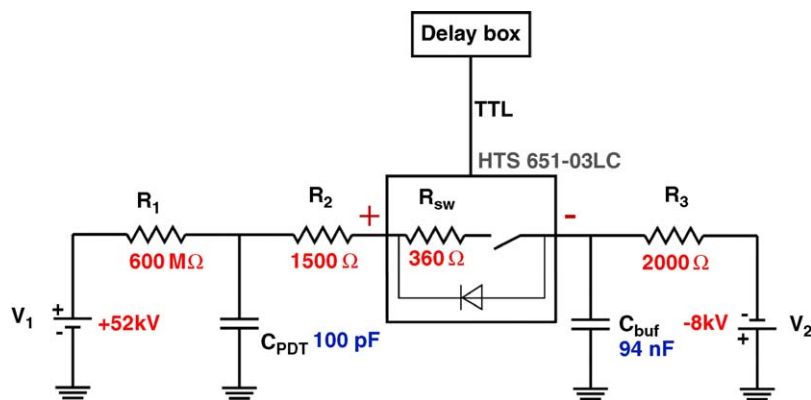 Delay box
TTL
HTS 651-03LC
R1
R2
+
Rsw
-
R3
600 MΩ
1500 Ω
360 Ω
2000 Ω
V1
+
-
+52kV
CPDT 100 pF
Cbuf
94 nF
-8kV
-
+
V2